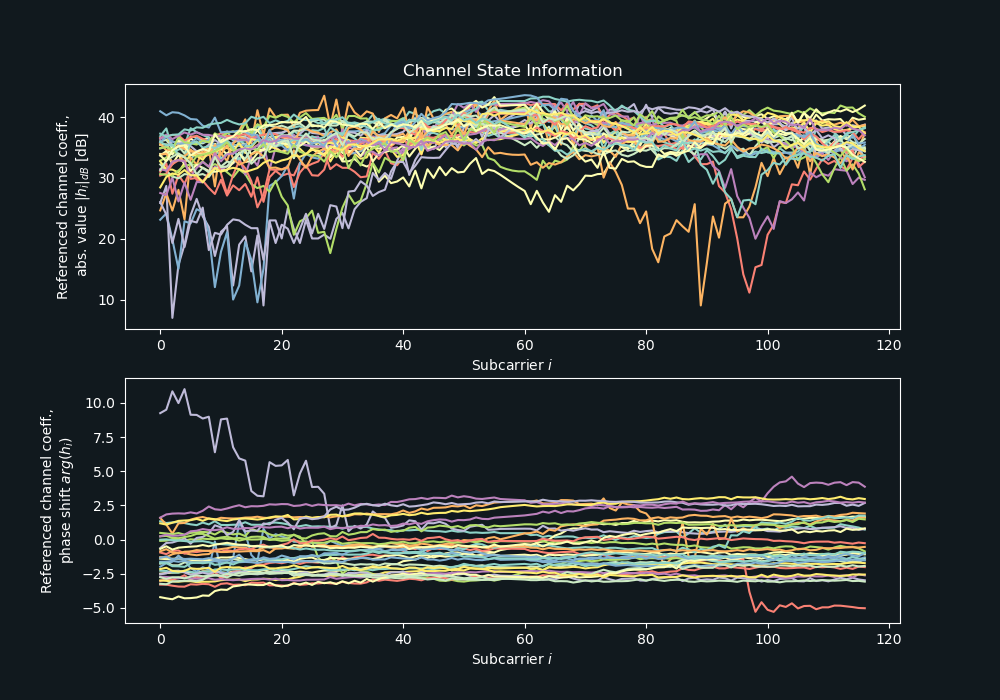 Channel State Information
Referenced channel coeff.,
abs. value |h_i|_{dB} [dB]
40
30
20
10
0 20 40 60 80 100 120
Subcarrier i
Referenced channel coeff.,
phase shift arg(h_i)
10.0
7.5
5.0
2.5
0.0
−2.5
−5.0
0 20 40 60 80 100 120
Subcarrier i